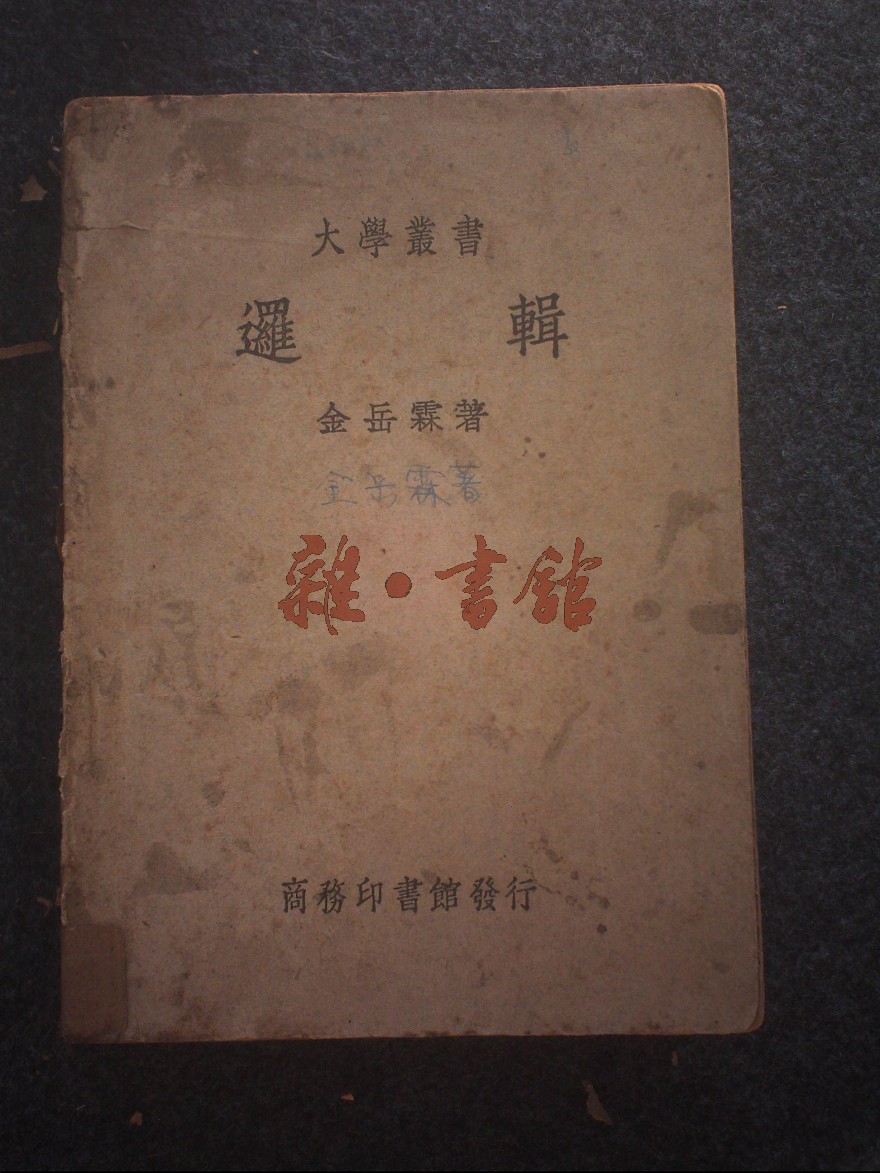 大學叢書
邏輯
金岳霖著
金岳霖著
雜·書館
商務印書館發行